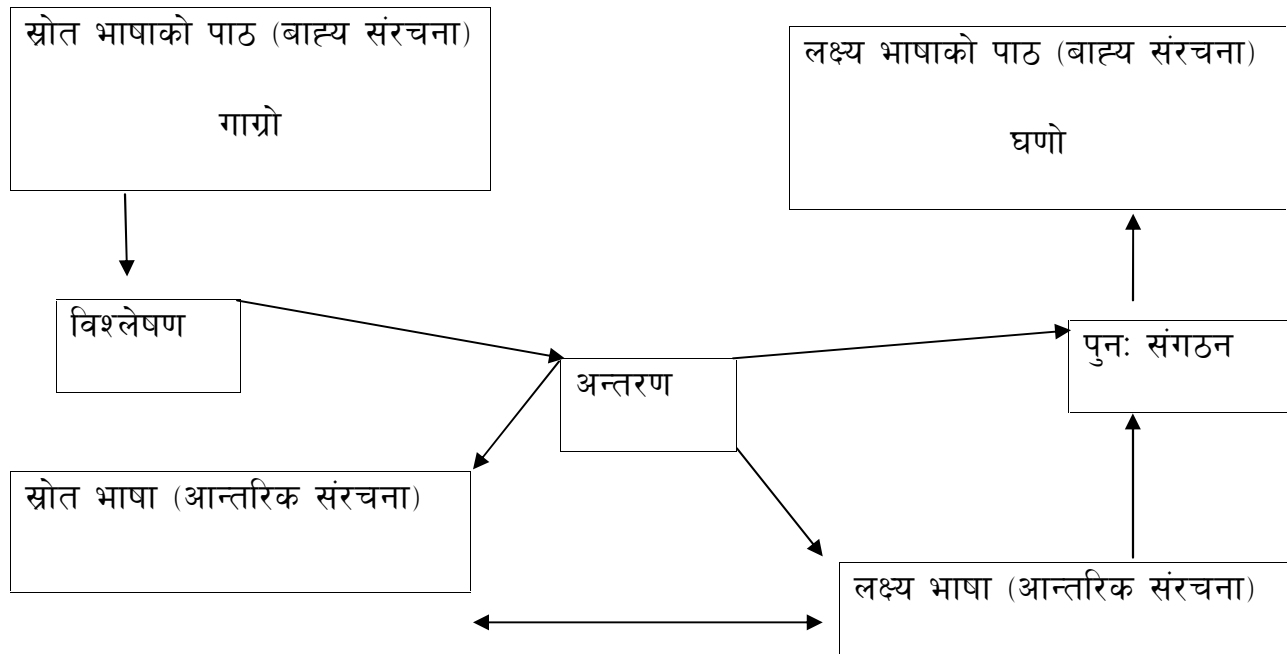 स्रोत भाषाको पाठ (बाह्य संरचना)
गाग्रो
लक्ष्य भाषाको पाठ (बाह्य संरचना)
घणो
विश्लेषण
अन्तरण
पुनः संगठन
स्रोत भाषा (आन्तरिक संरचना)
लक्ष्य भाषा (आन्तरिक संरचना)